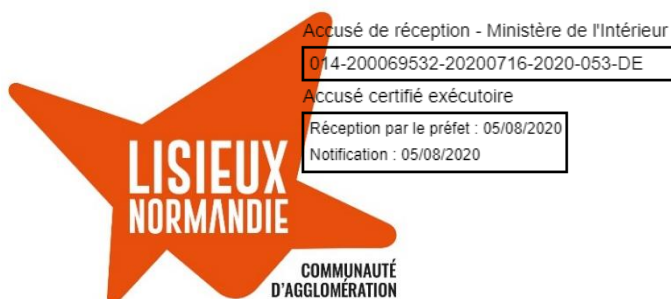 Accusé de réception - Ministère de l'Intérieur
014-200069532-20200716-2020-053-DE
Accusé certifié exécutoire
Réception par le préfet : 05/08/2020
Notification : 05/08/2020
LISIEUX
NORMANDIE
COMMUNAUTÉ
D'AGGLOMÉRATION